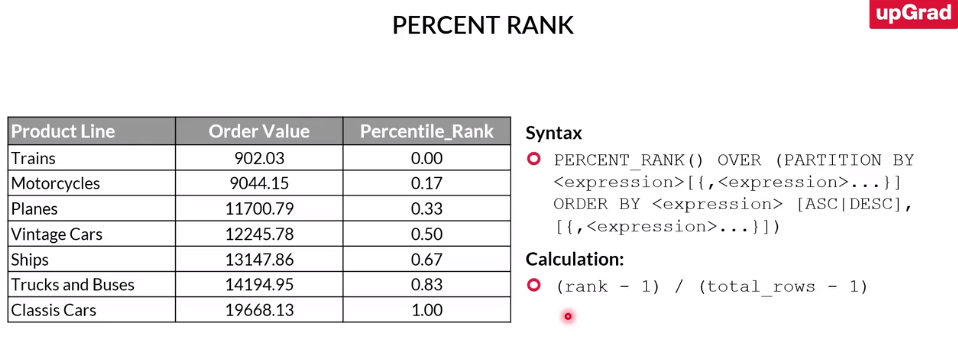 upGrad
PERCENT RANK
Product Line Order Value Percentile_Rank
Trains 902.03 0.00
Motorcycles 9044.15 0.17
Planes 11700.79 0.33
Vintage Cars 12245.78 0.50
Ships 13147.86 0.67
Trucks and Buses 14194.95 0.83
Classis Cars 19668.13 1.00
Syntax
PERCENT_RANK() OVER (PARTITION BY
<expression>[{,<expression>...}]
ORDER BY <expression> [ASC|DESC],
[{,<expression>...}])
Calculation:
(rank - 1) / (total_rows - 1)